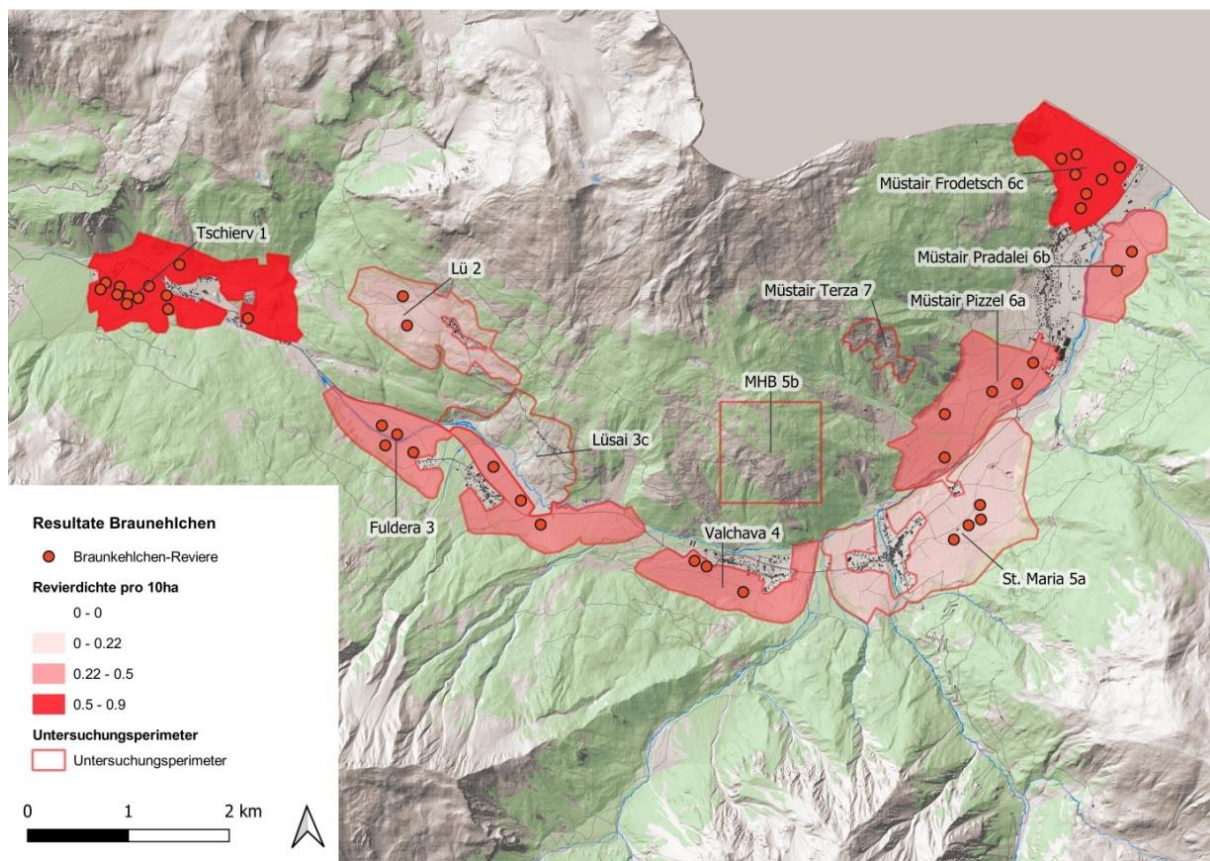 Müstair Frodetsch 6c
Tschierv 1
Müstair Pradalei 6b
Lü 2
Müstair Terza 7
Müstair Pizzel 6a
MHB 5b
Lüsai 3c
Fuldera 3
Valchava 4
St. Maria 5a
Resultate Braunehlchen
Braunkehlchen-Reviere
Revierdichte pro 10ha
0 - 0
0 - 0.22
0.22 - 0.5
0.5 - 0.9
Untersuchungsperimeter
Untersuchungsperimeter
0 1 2 km